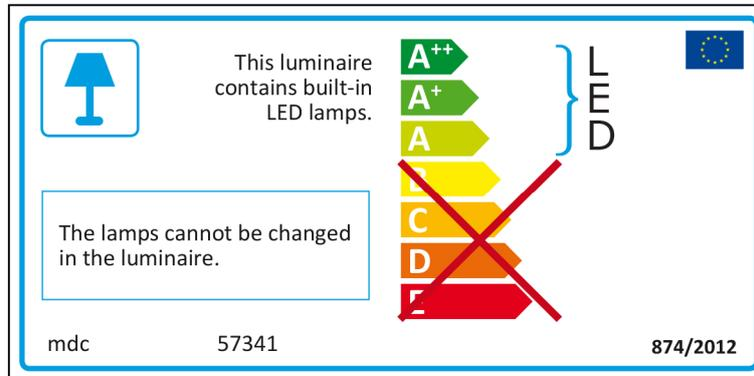 This luminaire
contains built-in
LED lamps.
A++
A+
A
B
C
D
E
L
E
D
The lamps cannot be changed
in the luminaire.
mdc 57341 874/2012